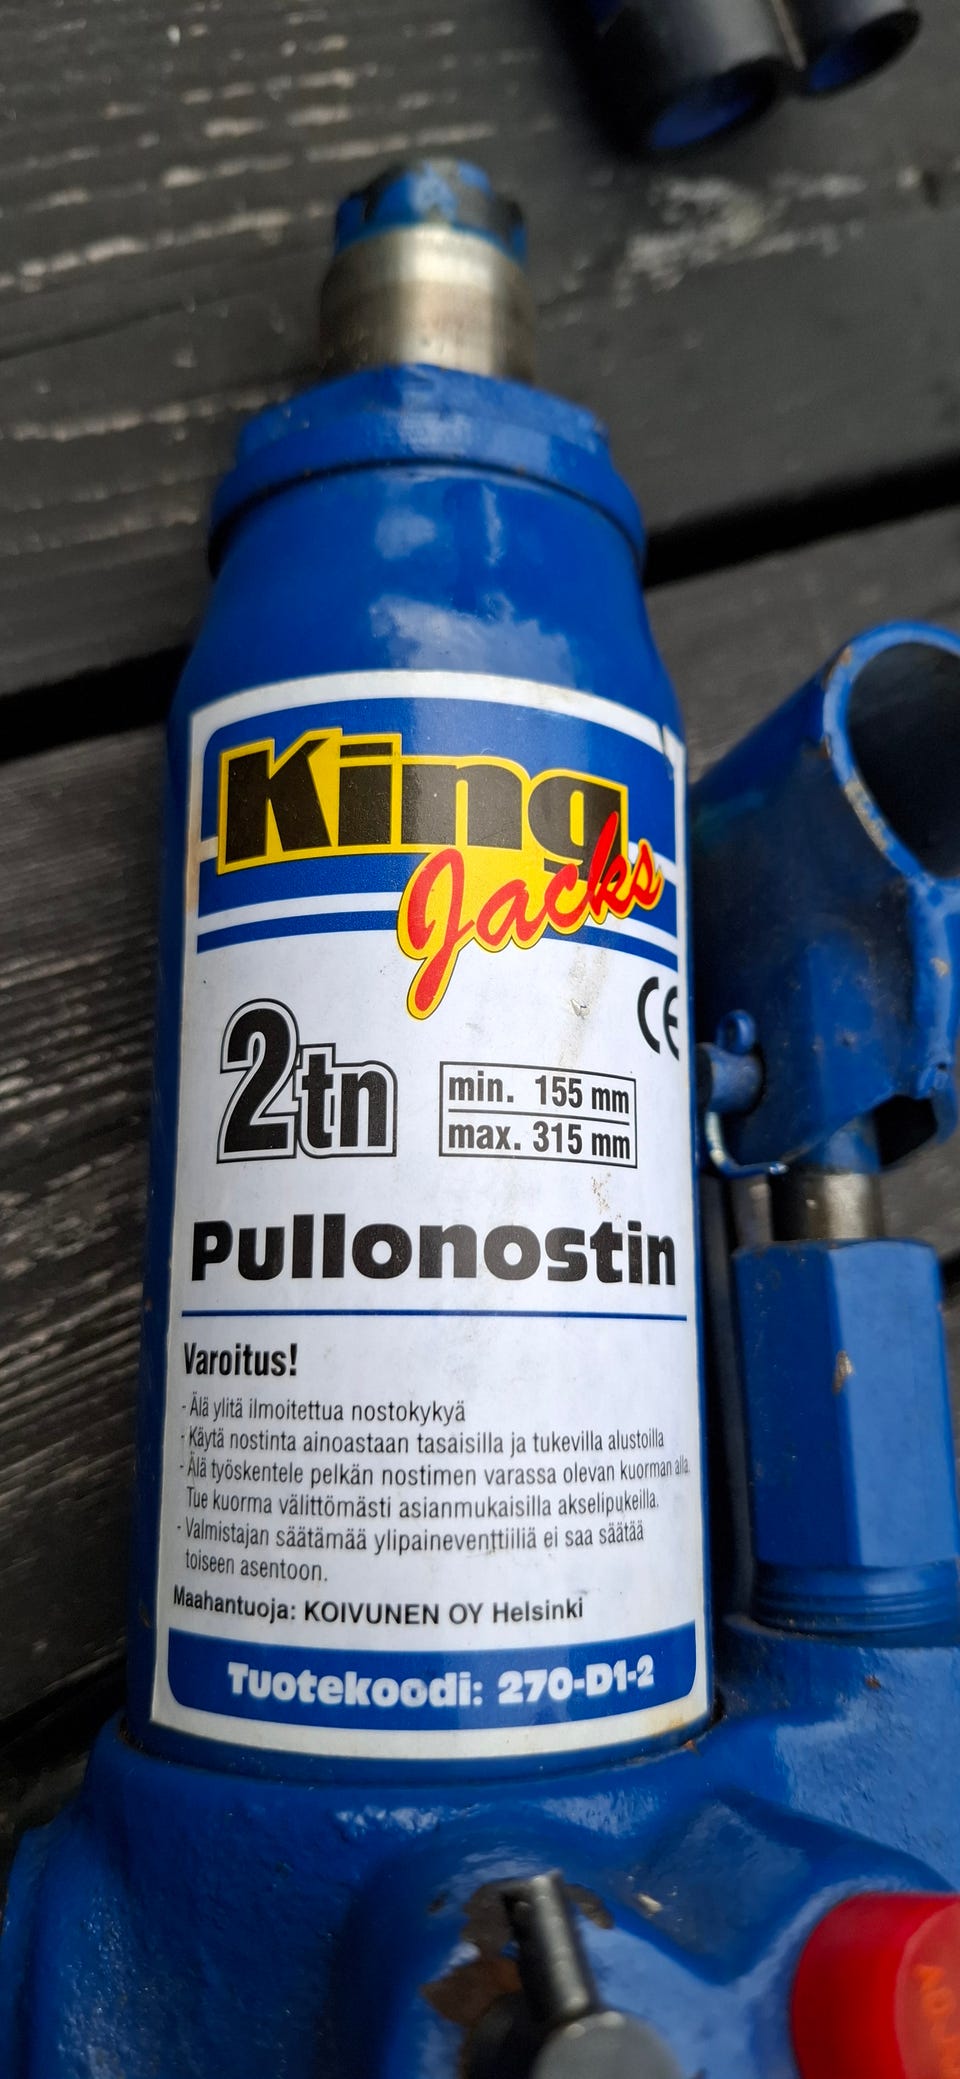 King
Jacks
CE
2tn
min. 155 mm
max. 315 mm
Pullonostin
Varoitus!
- Älä ylitä ilmoitettua nostokykyä
- Käytä nostinta ainoastaan tasaisilla ja tukevilla alustoilla
- Älä työskentele pelkän nostimen varassa olevan kuorman alla.
Tue kuorma välittömästi asianmukaisilla akselipukeilla.
- Valmistajan säätämää ylipaineventtiiliä ei saa säätää
toiseen asentoon.
Maahantuoja: KOIVUNEN OY Helsinki
Tuotekoodi: 270-D1-2